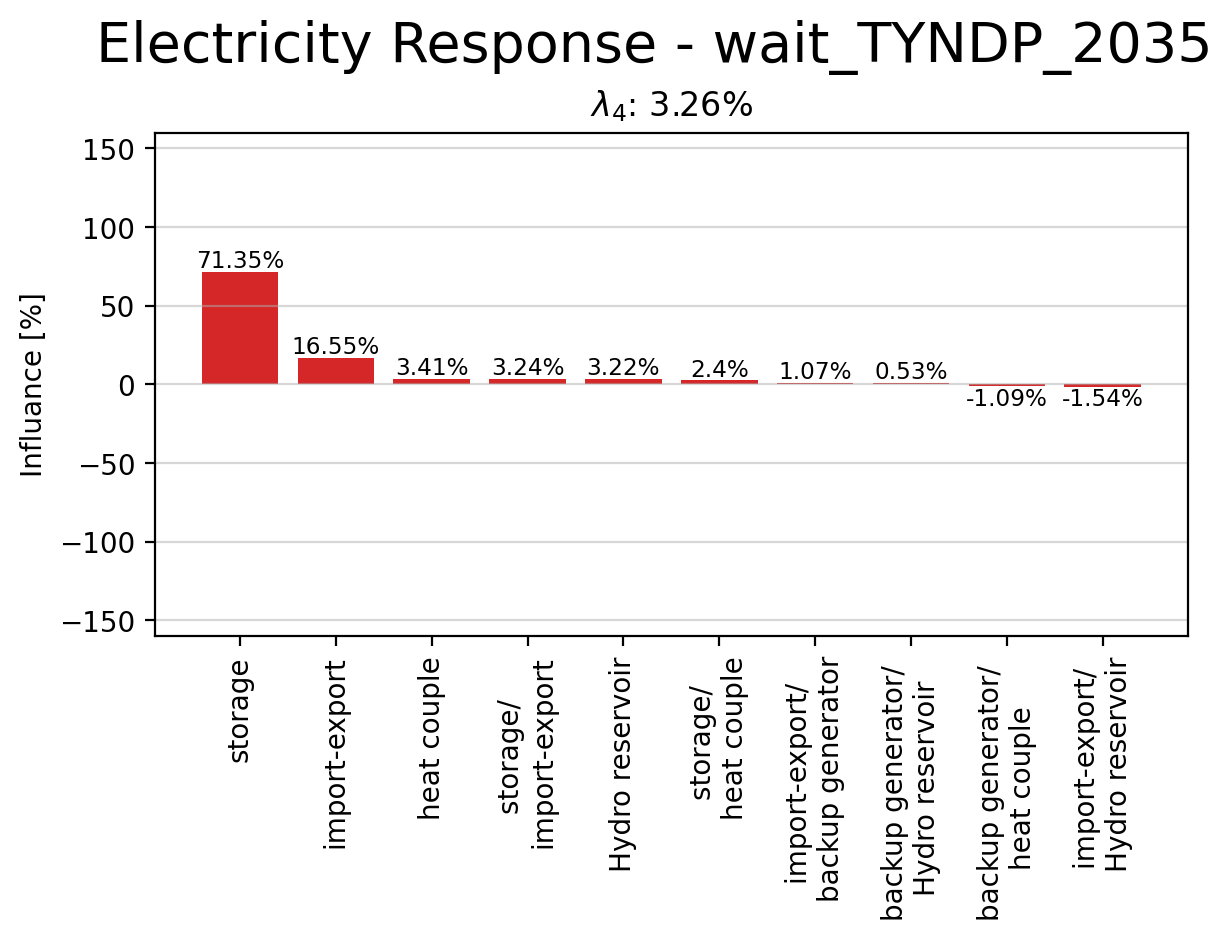 Electricity Response - wait_TYNDP_2035
λ4: 3.26%
Influance [%]
150
100
50
0
−50
−100
−150
71.35%
16.55%
3.41%
3.24%
3.22%
2.4%
1.07%
0.53%
-1.09%
-1.54%
storage
import-export
heat couple
storage/
import-export
Hydro reservoir
storage/
heat couple
import-export/
backup generator
backup generator/
Hydro reservoir
backup generator/
heat couple
import-export/
Hydro reservoir